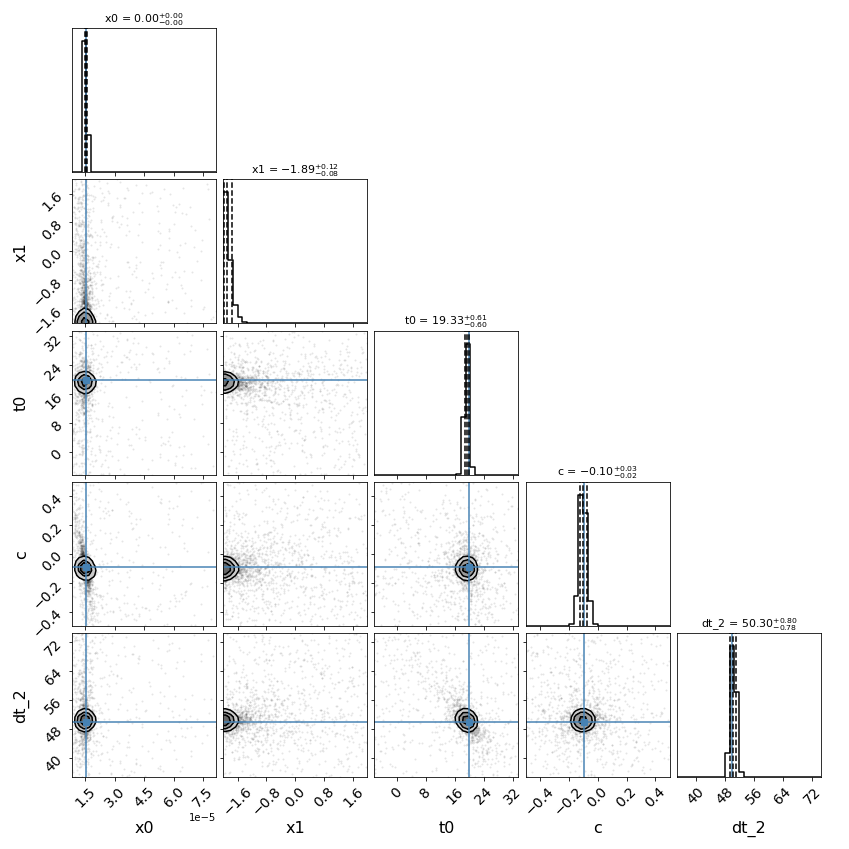 x0 = 0.00+0.00−0.00
x1 = −1.89+0.12−0.08
x1
1.6
0.8
0.0
−0.8
−1.6
t0 = 19.33+0.61−0.60
t0
32
24
16
8
0
c = −0.10+0.03−0.02
c
0.4
0.2
0.0
−0.2
−0.4
dt_2 = 50.30+0.80−0.78
dt_2
72
64
56
48
40
1.5 3.0 4.5 6.0 7.5
1e−5
x0
−1.6 −0.8 0.0 0.8 1.6
x1
0 8 16 24 32
t0
−0.4 −0.2 0.0 0.2 0.4
c
40 48 56 64 72
dt_2